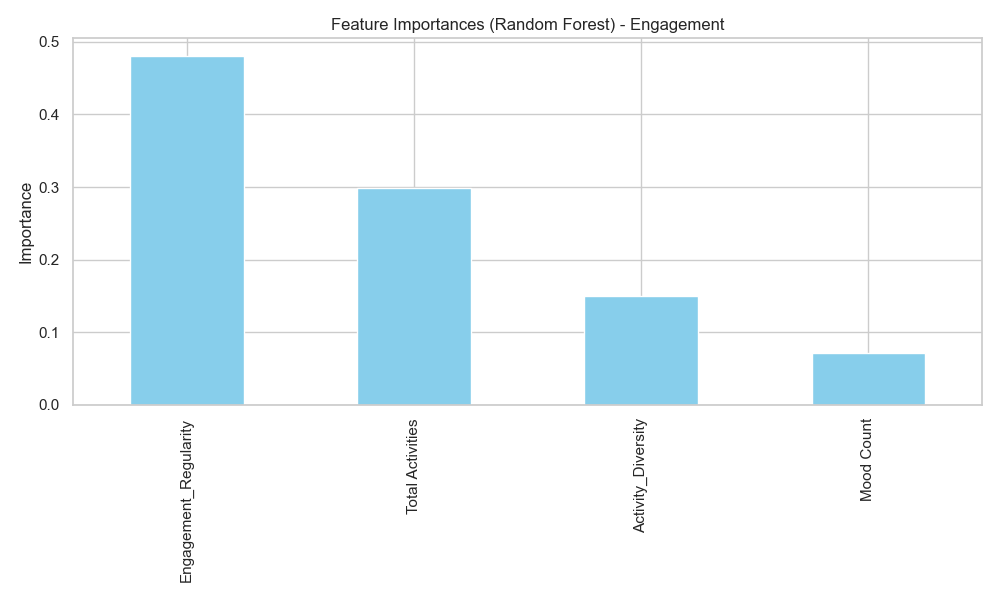 Feature Importances (Random Forest) - Engagement
Importance
0.5
0.4
0.3
0.2
0.1
0.0
Engagement_Regularity
Total Activities
Activity_Diversity
Mood Count